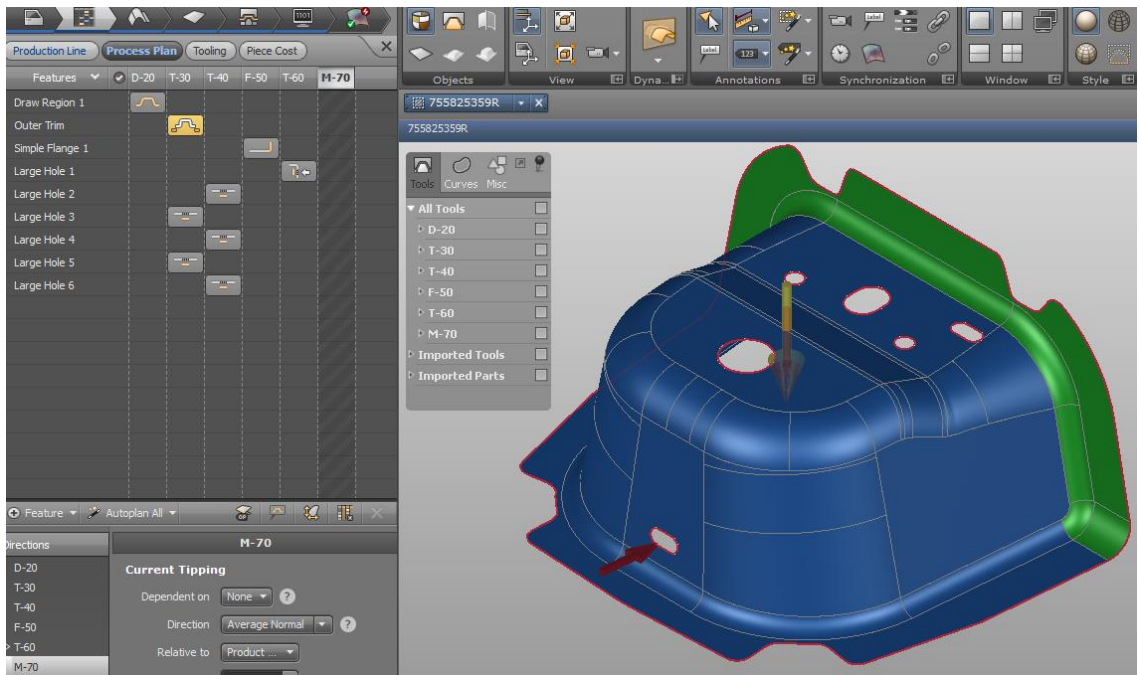 1101
Production Line Process Plan Tooling Piece Cost
Features D-20 T-30 T-40 F-50 T-60 M-70
Draw Region 1
Outer Trim
Simple Flange 1
Large Hole 1
Large Hole 2
Large Hole 3
Large Hole 4
Large Hole 5
Large Hole 6
Feature Autoplan All
Directions M-70
D-20
T-30
T-40
F-50
T-60
M-70
Current Tipping
Dependent on None ?
Direction Average Normal ?
Relative to Product ...
Label
Label 123
Objects View Dyna... Annotations Synchronization Window Style
755825359R X
755825359R
Tools Curves Misc
All Tools
D-20
T-30
T-40
F-50
T-60
M-70
Imported Tools
Imported Parts